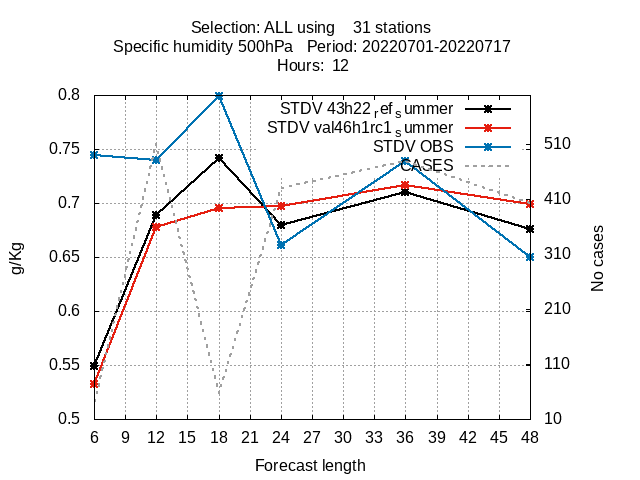 Selection: ALL using    31 stations
Specific humidity 500hPa   Period: 20220701-20220717
Hours:  12
STDV 43h22refsummer
STDV val46h1rc1summer
STDV OBS
CASES
0.8
0.75
0.7
0.65
0.6
0.55
0.5
g/Kg
510
410
310
210
110
10
No cases
6 9 12 15 18 21 24 27 30 33 36 39 42 45 48
Forecast length